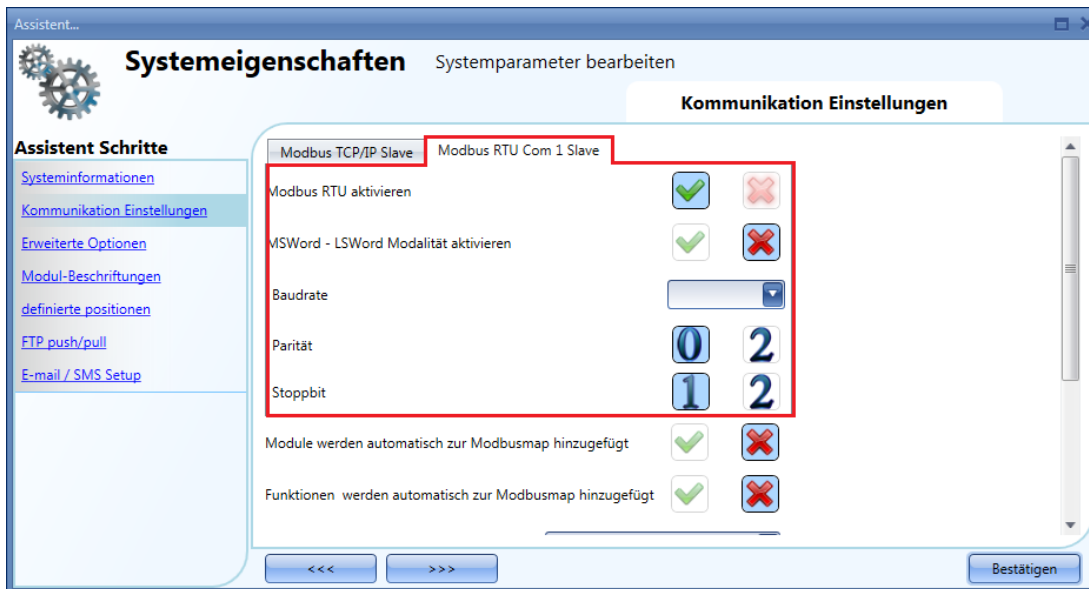 Assistent...
Systemeigenschaften Systemparameter bearbeiten
Kommunikation Einstellungen
Assistent Schritte
Systeminformationen
Kommunikation Einstellungen
Erweiterte Optionen
Modul-Beschriftungen
definierte positionen
FTP push/pull
E-mail / SMS Setup
Modbus TCP/IP Slave Modbus RTU Com 1 Slave
Modbus RTU aktivieren
MSWord - LSWord Modalität aktivieren
Baudrate
Parität 0 2
Stoppbit 1 2
Module werden automatisch zur Modbusmap hinzugefügt
Funktionen werden automatisch zur Modbusmap hinzugefügt
<<< >>> Bestätigen